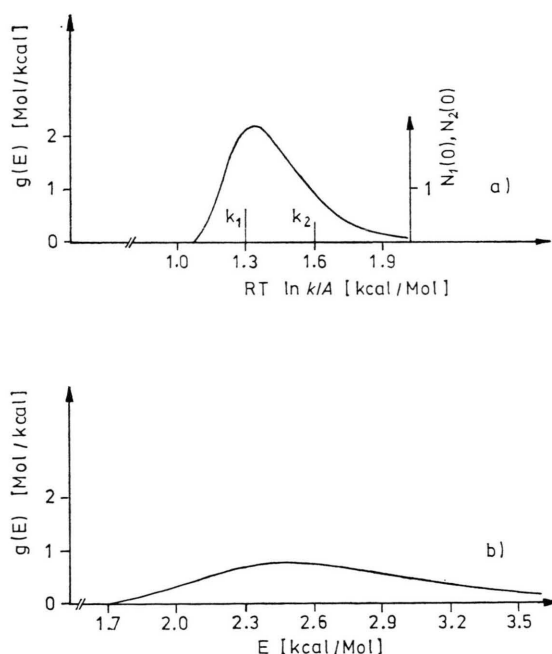 g(E) [Mol/kcal]
2
1
0
k1
k2
N1(0), N2(0)
1
a)
1.0 1.3 1.6 1.9
RT ln k/A [kcal/Mol]
g(E) [Mol/kcal]
2
1
0
b)
1.7 2.0 2.3 2.6 2.9 3.2 3.5
E [kcal/Mol]